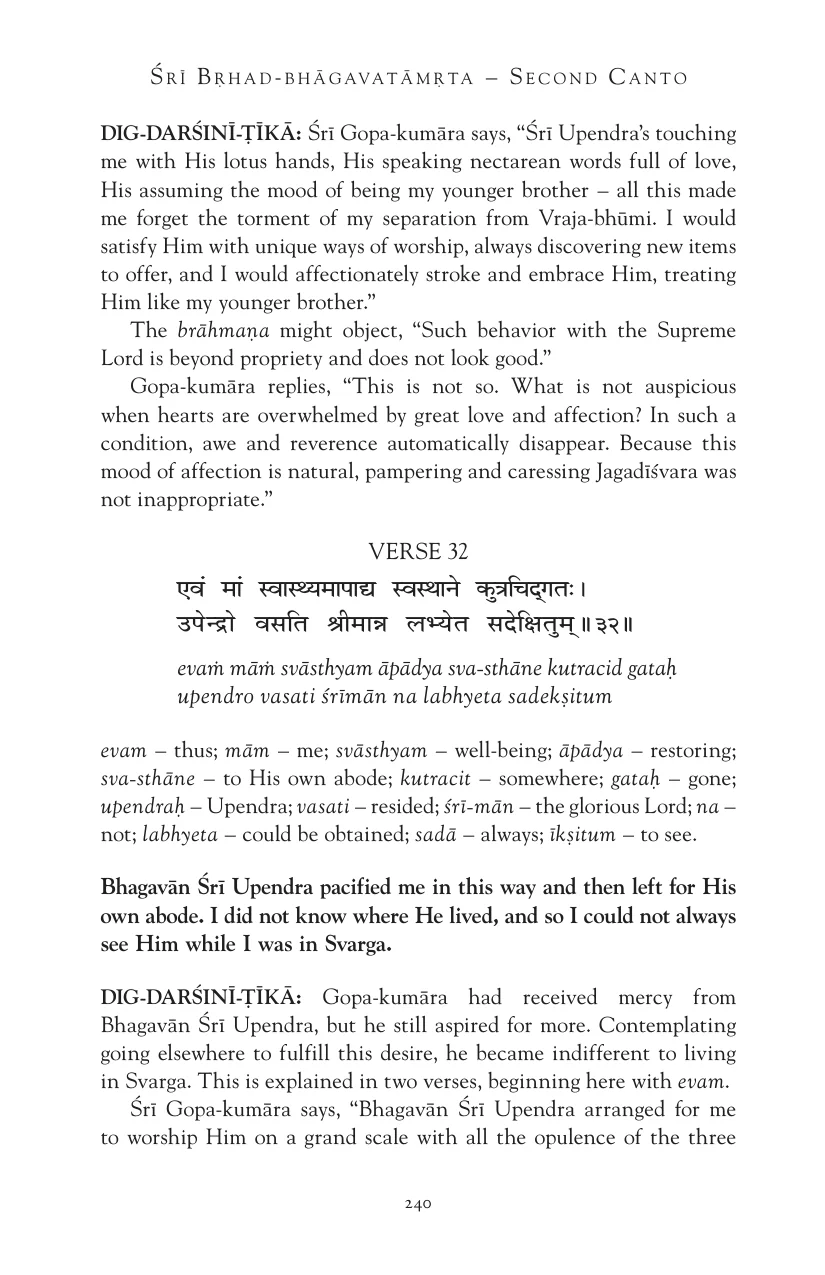 Śrī Bṛhad-bhāgavatāmṛta – Second Canto
DIG-DARŚINĪ-ṬĪKĀ: Śrī Gopa-kumāra says, “Śrī Upendra’s touching
me with His lotus hands, His speaking nectarean words full of love,
His assuming the mood of being my younger brother – all this made
me forget the torment of my separation from Vraja-bhūmi. I would
satisfy Him with unique ways of worship, always discovering new items
to offer, and I would affectionately stroke and embrace Him, treating
Him like my younger brother.”
The brāhmaṇa might object, “Such behavior with the Supreme
Lord is beyond propriety and does not look good.”
Gopa-kumāra replies, “This is not so. What is not auspicious
when hearts are overwhelmed by great love and affection? In such a
condition, awe and reverence automatically disappear. Because this
mood of affection is natural, pampering and caressing Jagadīśvara was
not inappropriate.”
VERSE 32
एवं मां स्वास्थ्यमापाद्य स्वस्थाने कुत्रचिद्गतः।
उपेन्द्रो वसति श्रीमान्न लभ्येत सदेक्षितुम्॥३२॥
evaṁ māṁ svāsthyam āpādya sva-sthāne kutracid gataḥ
upendro vasati śrīmān na labhyeta sadekṣitum
evam – thus; mām – me; svāsthyam – well-being; āpādya – restoring;
sva-sthāne – to His own abode; kutracit – somewhere; gataḥ – gone;
upendraḥ – Upendra; vasati – resided; śrī-mān – the glorious Lord; na –
not; labhyeta – could be obtained; sadā – always; īkṣitum – to see.
Bhagavān Śrī Upendra pacified me in this way and then left for His
own abode. I did not know where He lived, and so I could not always
see Him while I was in Svarga.
DIG-DARŚINĪ-ṬĪKĀ: Gopa-kumāra had received mercy from
Bhagavān Śrī Upendra, but he still aspired for more. Contemplating
going elsewhere to fulfill this desire, he became indifferent to living
in Svarga. This is explained in two verses, beginning here with evam.
Śrī Gopa-kumāra says, “Bhagavān Śrī Upendra arranged for me
to worship Him on a grand scale with all the opulence of the three
240